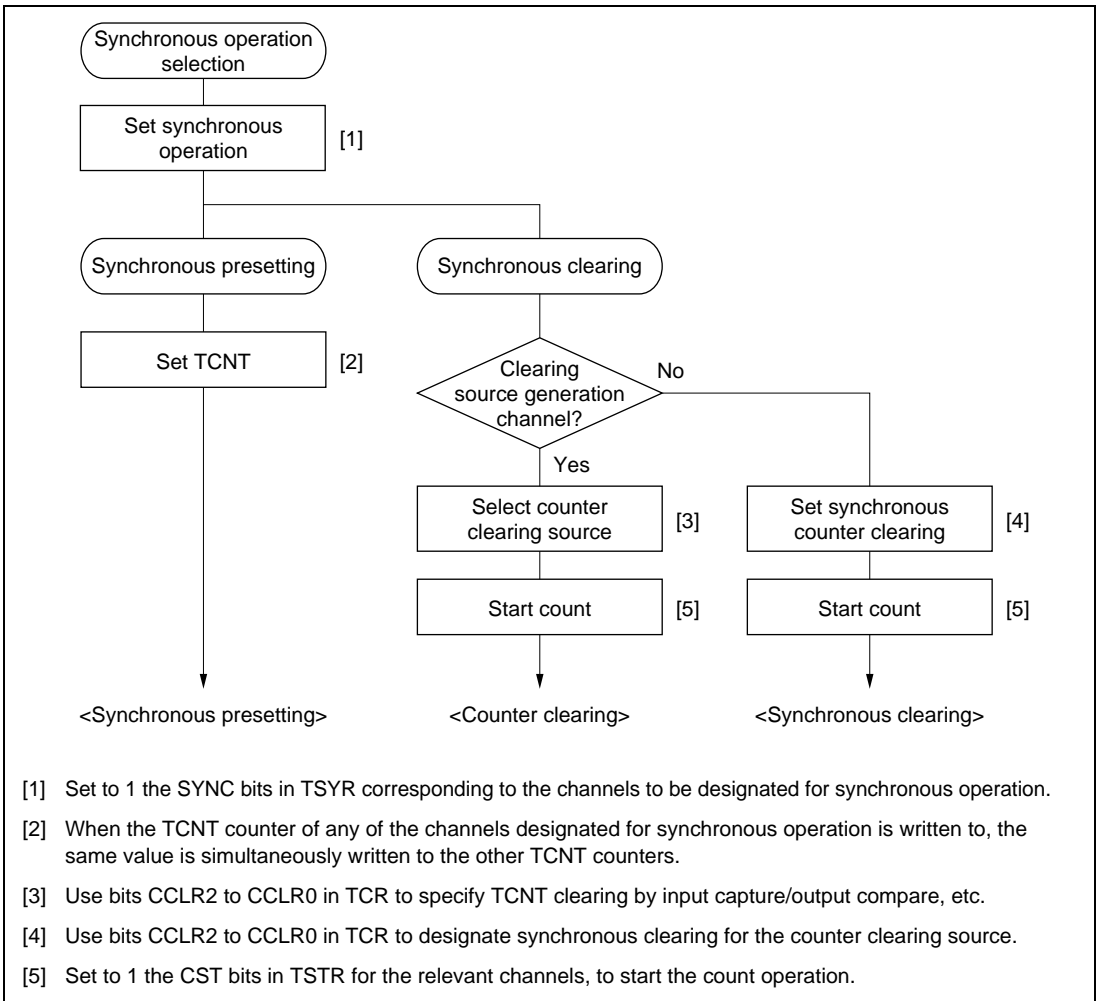 Synchronous operation
selection
Set synchronous
operation
[1]
Synchronous presetting
Synchronous clearing
Set TCNT
[2]
Clearing
source generation
channel?
No
Yes
Select counter
clearing source
[3]
Set synchronous
counter clearing
[4]
Start count
[5]
Start count
[5]
<Synchronous presetting>
<Counter clearing>
<Synchronous clearing>
[1] Set to 1 the SYNC bits in TSYR corresponding to the channels to be designated for synchronous operation.
[2] When the TCNT counter of any of the channels designated for synchronous operation is written to, the
same value is simultaneously written to the other TCNT counters.
[3] Use bits CCLR2 to CCLR0 in TCR to specify TCNT clearing by input capture/output compare, etc.
[4] Use bits CCLR2 to CCLR0 in TCR to designate synchronous clearing for the counter clearing source.
[5] Set to 1 the CST bits in TSTR for the relevant channels, to start the count operation.